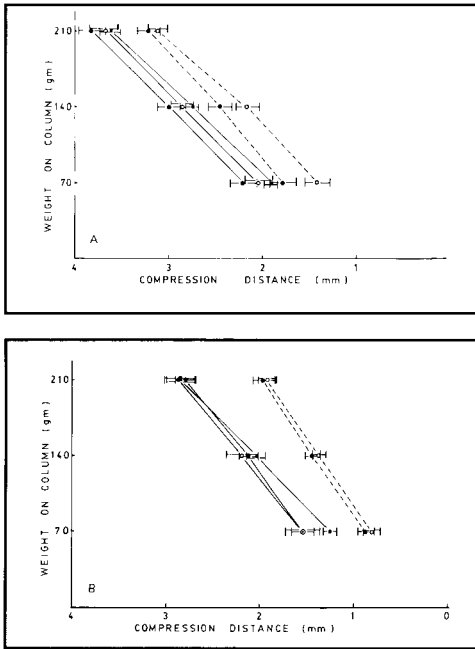 WEIGHT ON COLUMN (gm)
210
140
70
A
4 3 2 1
COMPRESSION DISTANCE (mm)
WEIGHT ON COLUMN (gm)
210
140
70
B
4 3 2 1 0
COMPRESSION DISTANCE (mm)